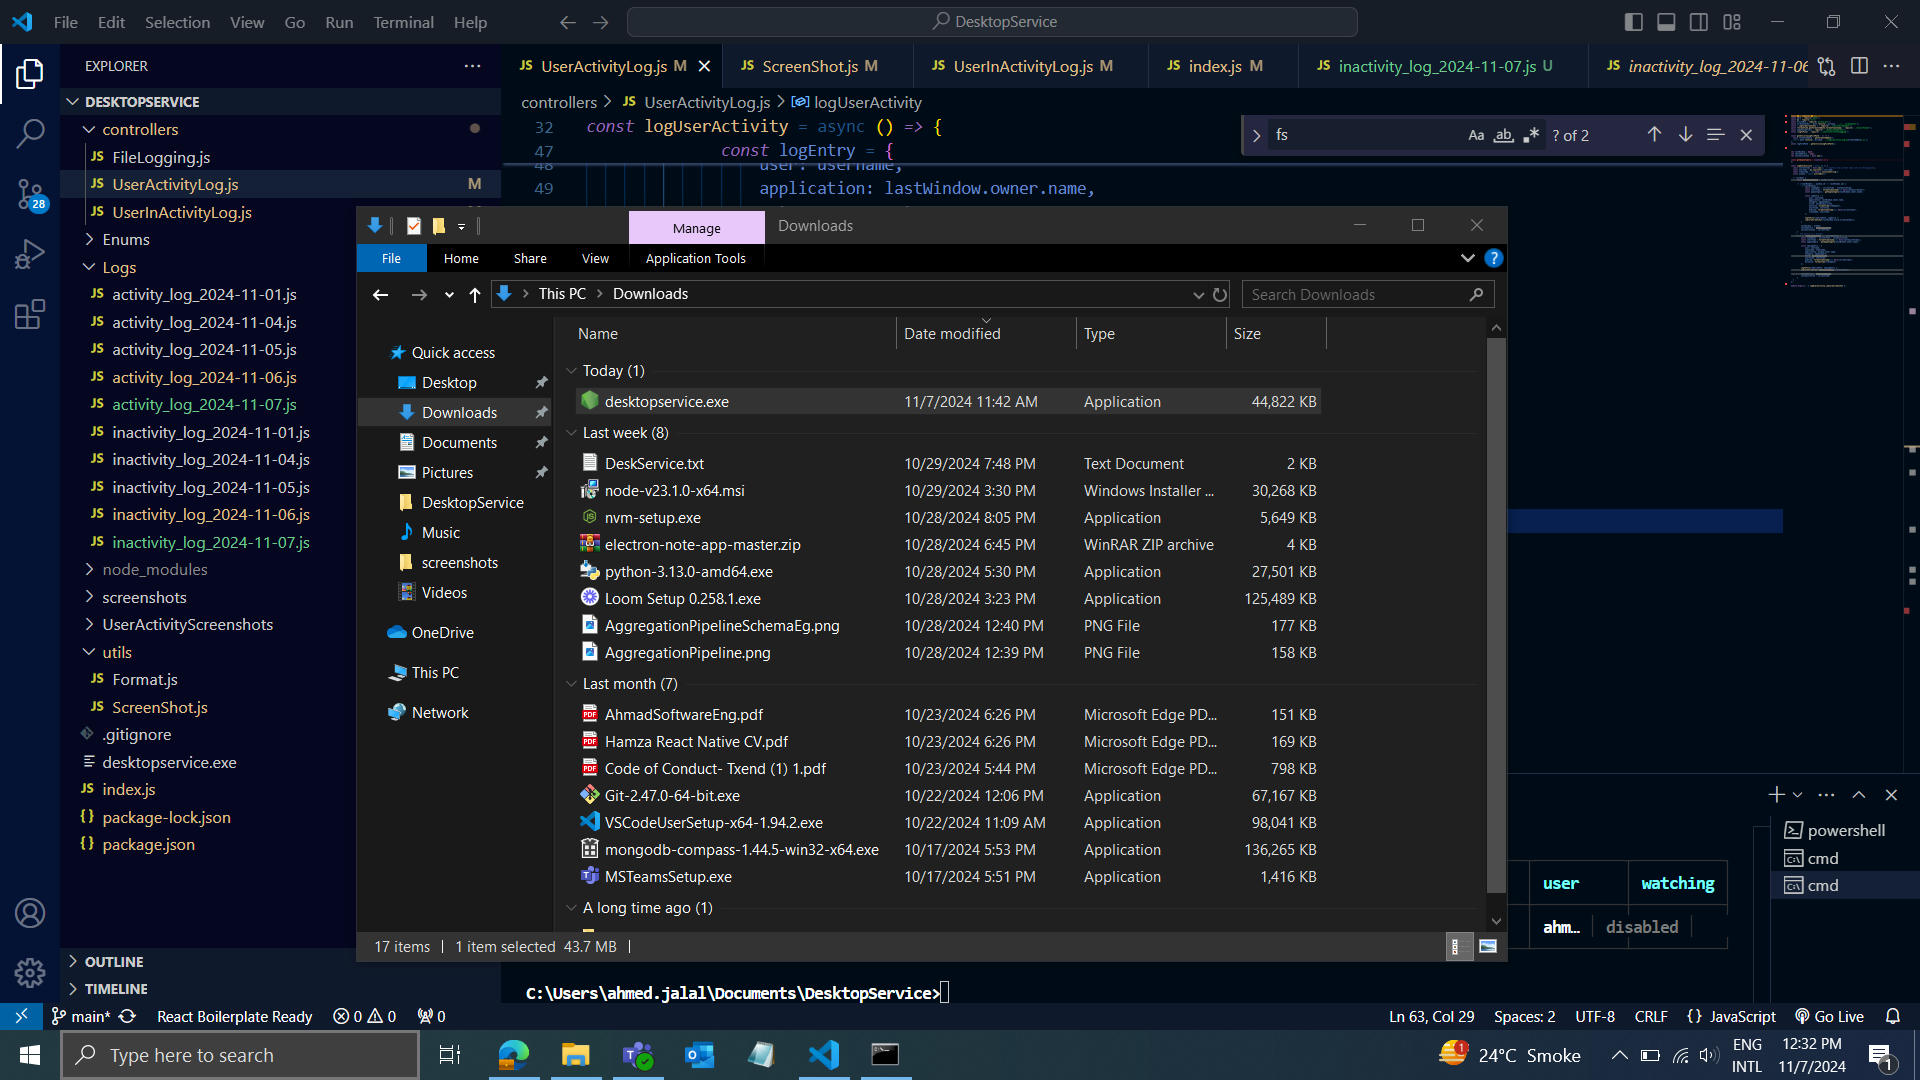 File Edit Selection View Go Run Terminal Help
DesktopService
EXPLORER
DESKTOPSERVICE
controllers
JS FileLogging.js
JS UserActivityLog.js M
JS UserInActivityLog.js
Enums
Logs
JS activity_log_2024-11-01.js
JS activity_log_2024-11-04.js
JS activity_log_2024-11-05.js
JS activity_log_2024-11-06.js
JS activity_log_2024-11-07.js
JS inactivity_log_2024-11-01.js
JS inactivity_log_2024-11-04.js
JS inactivity_log_2024-11-05.js
JS inactivity_log_2024-11-06.js
JS inactivity_log_2024-11-07.js
node_modules
screenshots
UserActivityScreenshots
utils
JS Format.js
JS ScreenShot.js
.gitignore
desktopservice.exe
JS index.js
{} package-lock.json
{} package.json
OUTLINE
TIMELINE
28
JS UserActivityLog.js M
JS ScreenShot.js M
JS UserInActivityLog.js M
JS index.js M
JS inactivity_log_2024-11-07.js U
JS inactivity_log_2024-11-06
controllers > JS UserActivityLog.js > logUserActivity
32 const logUserActivity = async () => {
47 const logEntry = {
48 user: username,
49 application: lastWindow.owner.name,
fs Aa ab .* ? of 2
Manage Downloads
File Home Share View Application Tools
This PC > Downloads
Search Downloads
Quick access
Desktop
Downloads
Documents
Pictures
DesktopService
Music
screenshots
Videos
OneDrive
This PC
Network
Name Date modified Type Size
Today (1)
desktopservice.exe 11/7/2024 11:42 AM Application 44,822 KB
Last week (8)
DeskService.txt 10/29/2024 7:48 PM Text Document 2 KB
node-v23.1.0-x64.msi 10/29/2024 3:30 PM Windows Installer ... 30,268 KB
nvm-setup.exe 10/28/2024 8:05 PM Application 5,649 KB
electron-note-app-master.zip 10/28/2024 6:45 PM WinRAR ZIP archive 4 KB
python-3.13.0-amd64.exe 10/28/2024 5:30 PM Application 27,501 KB
Loom Setup 0.258.1.exe 10/28/2024 3:23 PM Application 125,489 KB
AggregationPipelineSchemaEg.png 10/28/2024 12:40 PM PNG File 177 KB
AggregationPipeline.png 10/28/2024 12:39 PM PNG File 158 KB
Last month (7)
AhmadSoftwareEng.pdf 10/23/2024 6:26 PM Microsoft Edge PD... 151 KB
Hamza React Native CV.pdf 10/23/2024 6:26 PM Microsoft Edge PD... 169 KB
Code of Conduct- Txend (1) 1.pdf 10/23/2024 5:44 PM Microsoft Edge PD... 798 KB
Git-2.47.0-64-bit.exe 10/22/2024 12:06 PM Application 67,167 KB
VSCodeUserSetup-x64-1.94.2.exe 10/22/2024 11:09 AM Application 98,041 KB
mongodb-compass-1.44.5-win32-x64.exe 10/17/2024 5:53 PM Application 136,265 KB
MSTeamsSetup.exe 10/17/2024 5:51 PM Application 1,416 KB
A long time ago (1)
17 items 1 item selected 43.7 MB
powershell
cmd
cmd
user watching
ahm… disabled
C:\Users\ahmed.jalal\Documents\DesktopService>
main* React Boilerplate Ready 0 0 0
Ln 63, Col 29 Spaces: 2 UTF-8 CRLF {} JavaScript Go Live
Type here to search
1
24°C Smoke
ENG
INTL
12:32 PM
11/7/2024
1